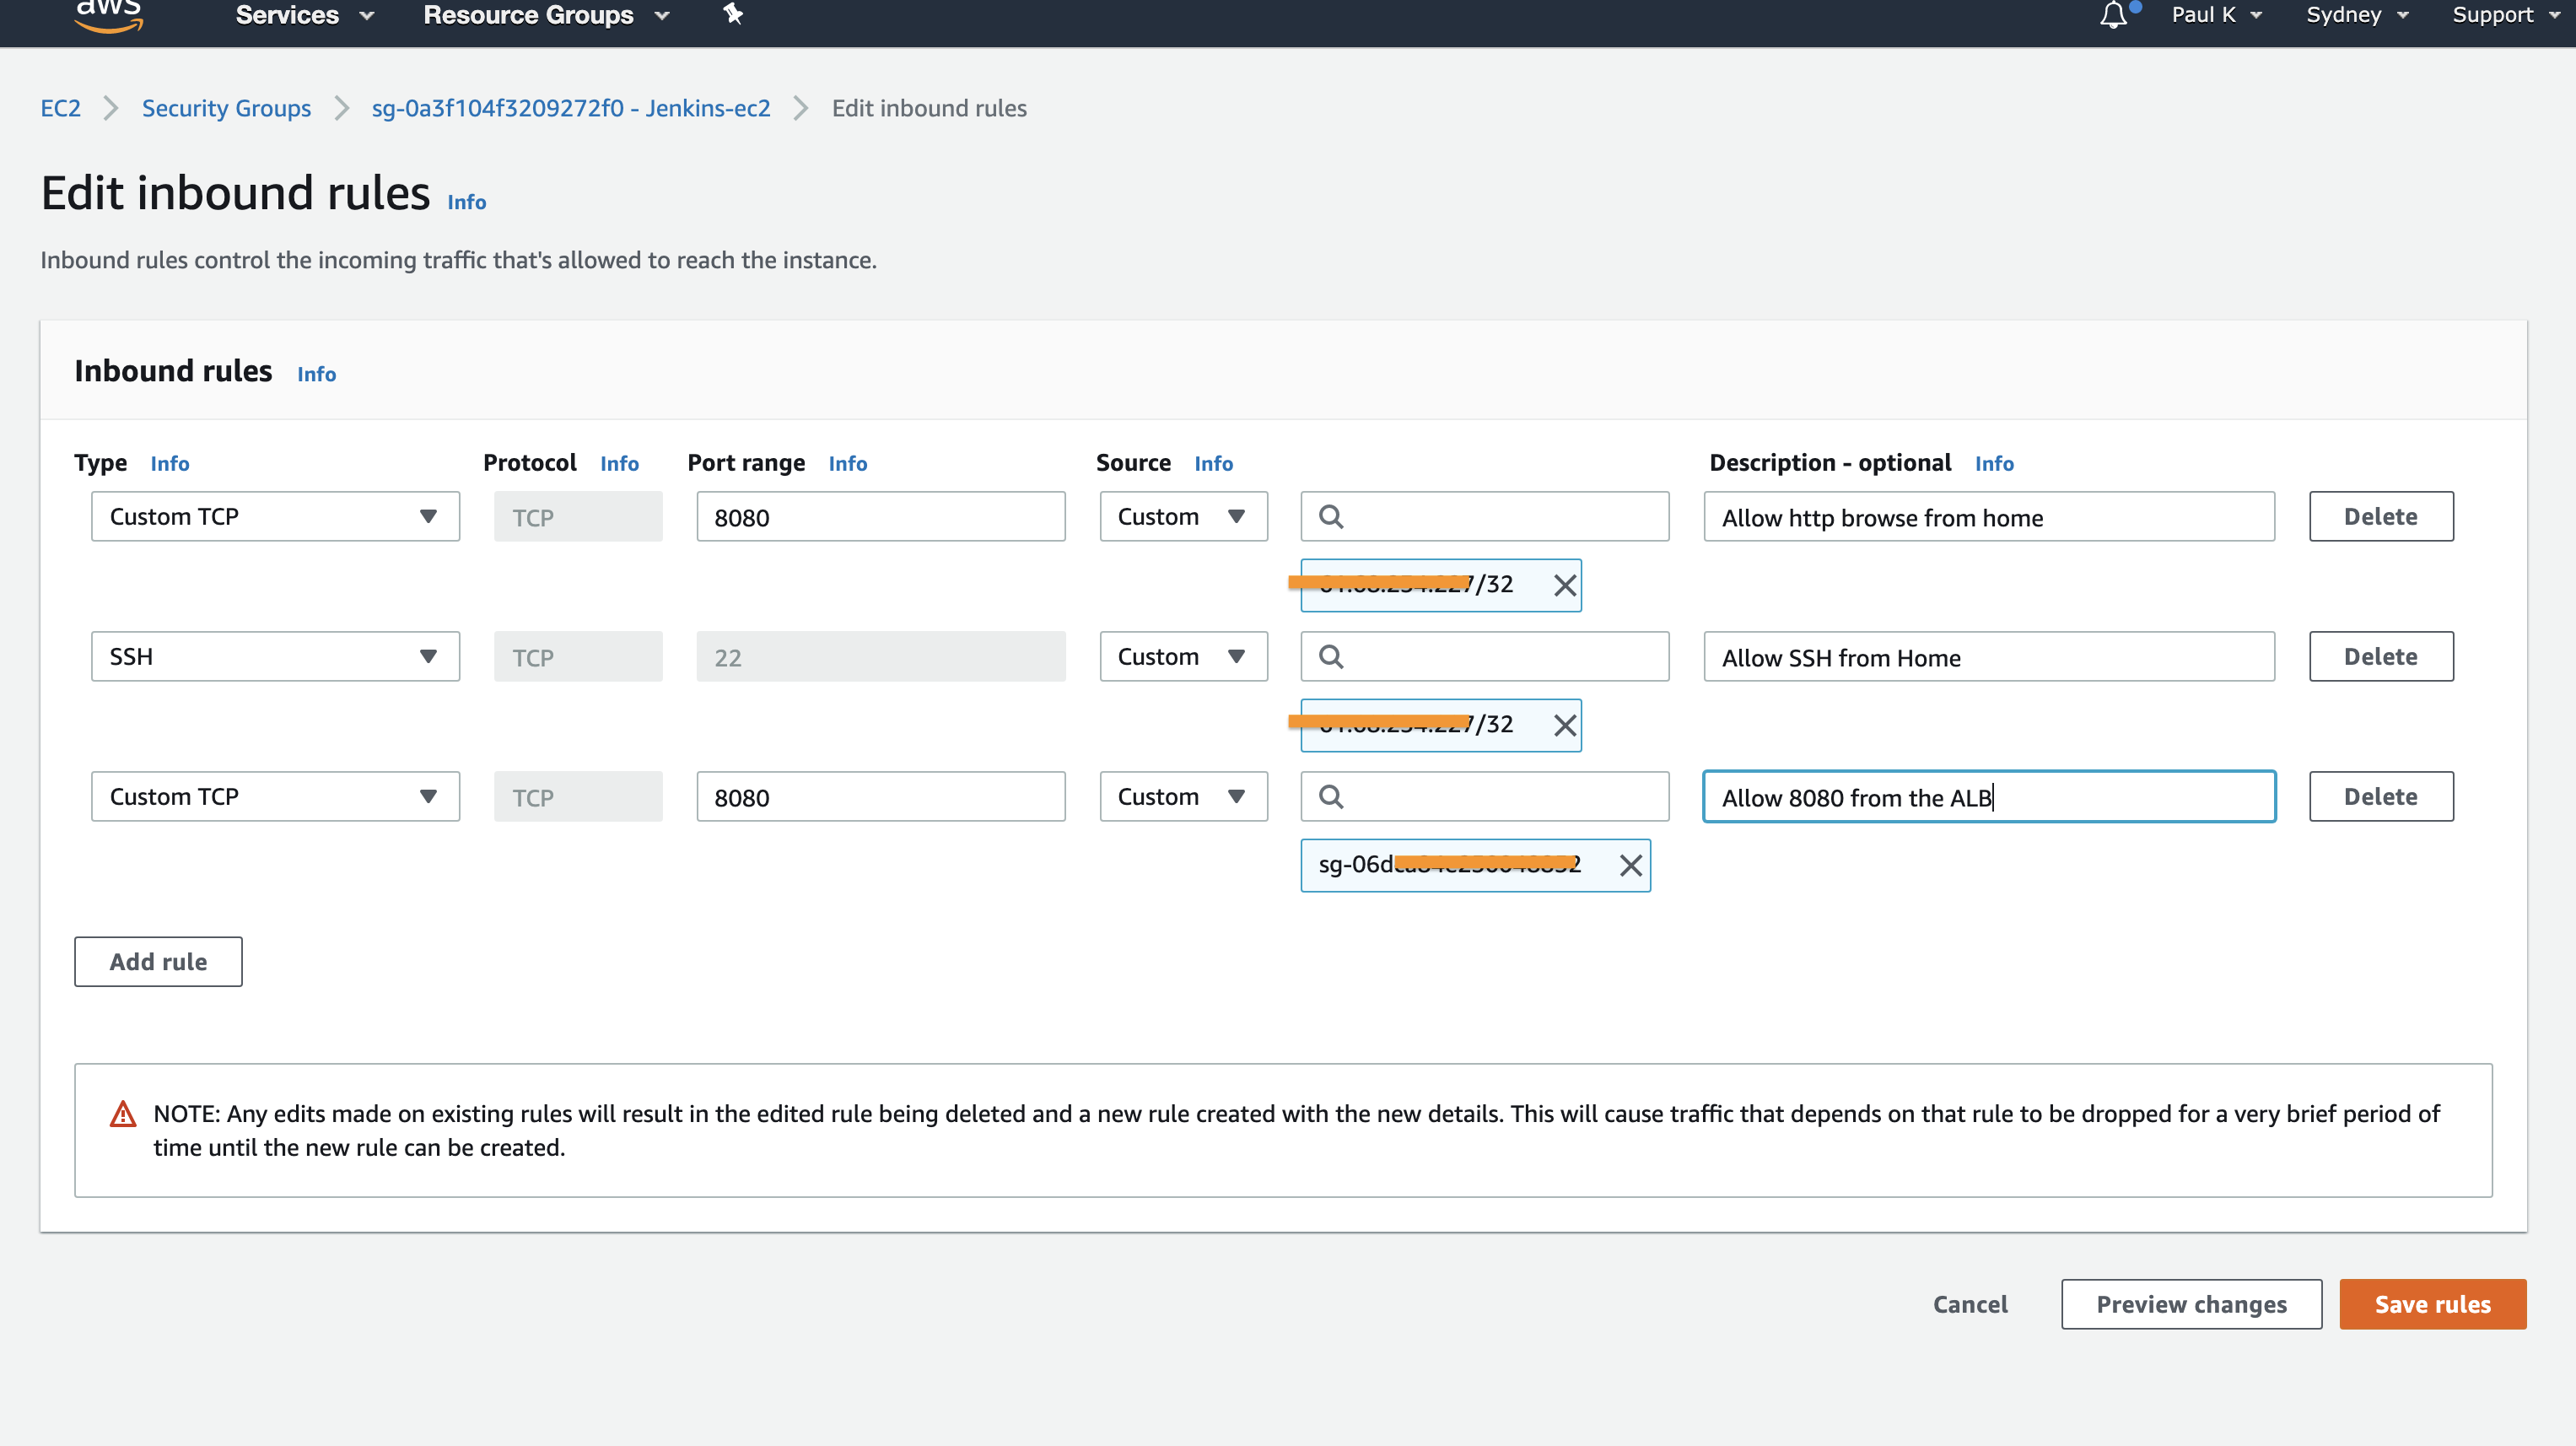 aws Services Resource Groups Paul K Sydney Support
EC2 Security Groups sg-0a3f104f3209272f0 - Jenkins-ec2 Edit inbound rules
Edit inbound rules Info
Inbound rules control the incoming traffic that's allowed to reach the instance.
Inbound rules Info
Type Info Protocol Info Port range Info Source Info Description - optional Info
Custom TCP TCP 8080 Custom Allow http browse from home Delete
/32
SSH TCP 22 Custom Allow SSH from Home Delete
/32
Custom TCP TCP 8080 Custom Allow 8080 from the ALB Delete
sg-06d
Add rule
NOTE: Any edits made on existing rules will result in the edited rule being deleted and a new rule created with the new details. This will cause traffic that depends on that rule to be dropped for a very brief period of
time until the new rule can be created.
Cancel Preview changes Save rules